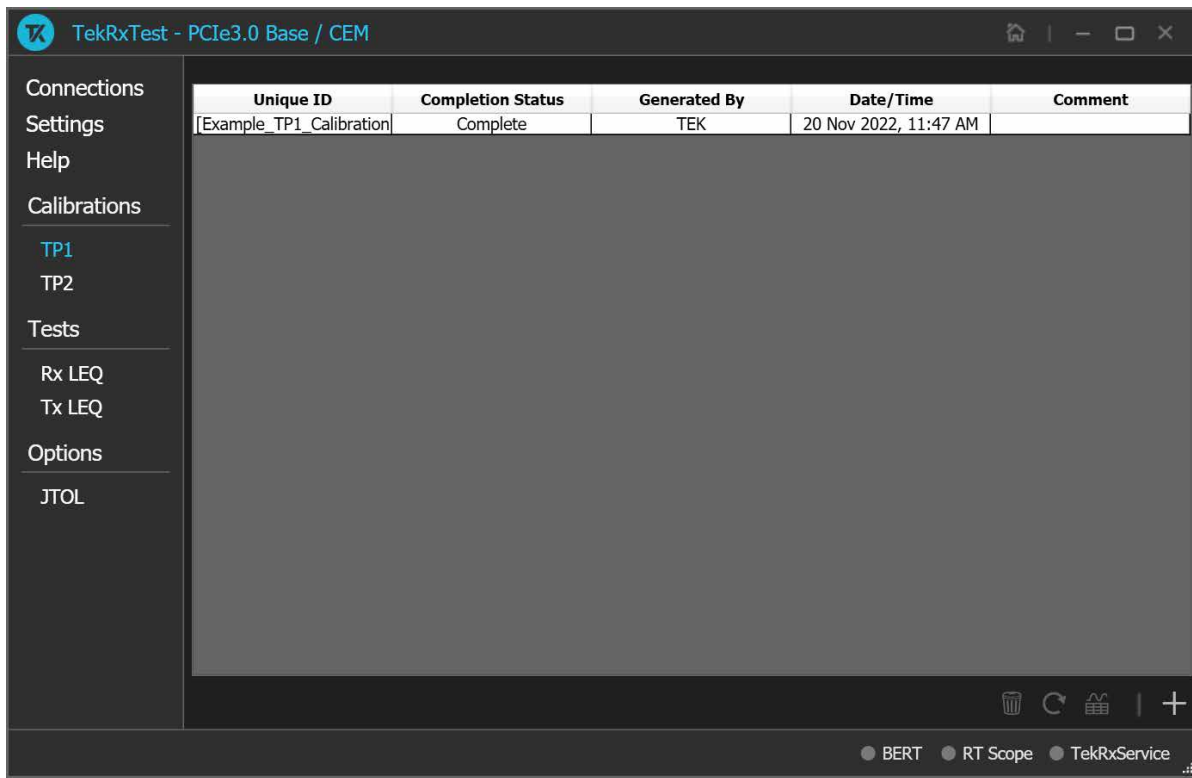 TK TekRxTest - PCIe3.0 Base / CEM
Connections
Settings
Help
Calibrations
TP1
TP2
Tests
Rx LEQ
Tx LEQ
Options
JTOL
Unique ID Completion Status Generated By Date/Time Comment
[Example_TP1_Calibration Complete TEK 20 Nov 2022, 11:47 AM
BERT RT Scope TekRxService